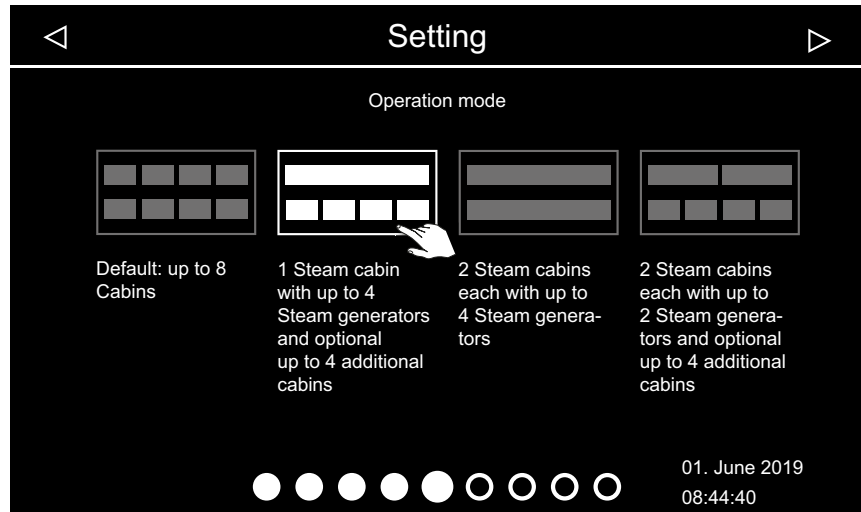 Setting
Operation mode
Default: up to 8
Cabins
1 Steam cabin
with up to 4
Steam generators
and optional
up to 4 additional
cabins
2 Steam cabins
each with up to
4 Steam genera-
tors
2 Steam cabins
each with up to
2 Steam genera-
tors and optional
up to 4 additional
cabins
01. June 2019
08:44:40